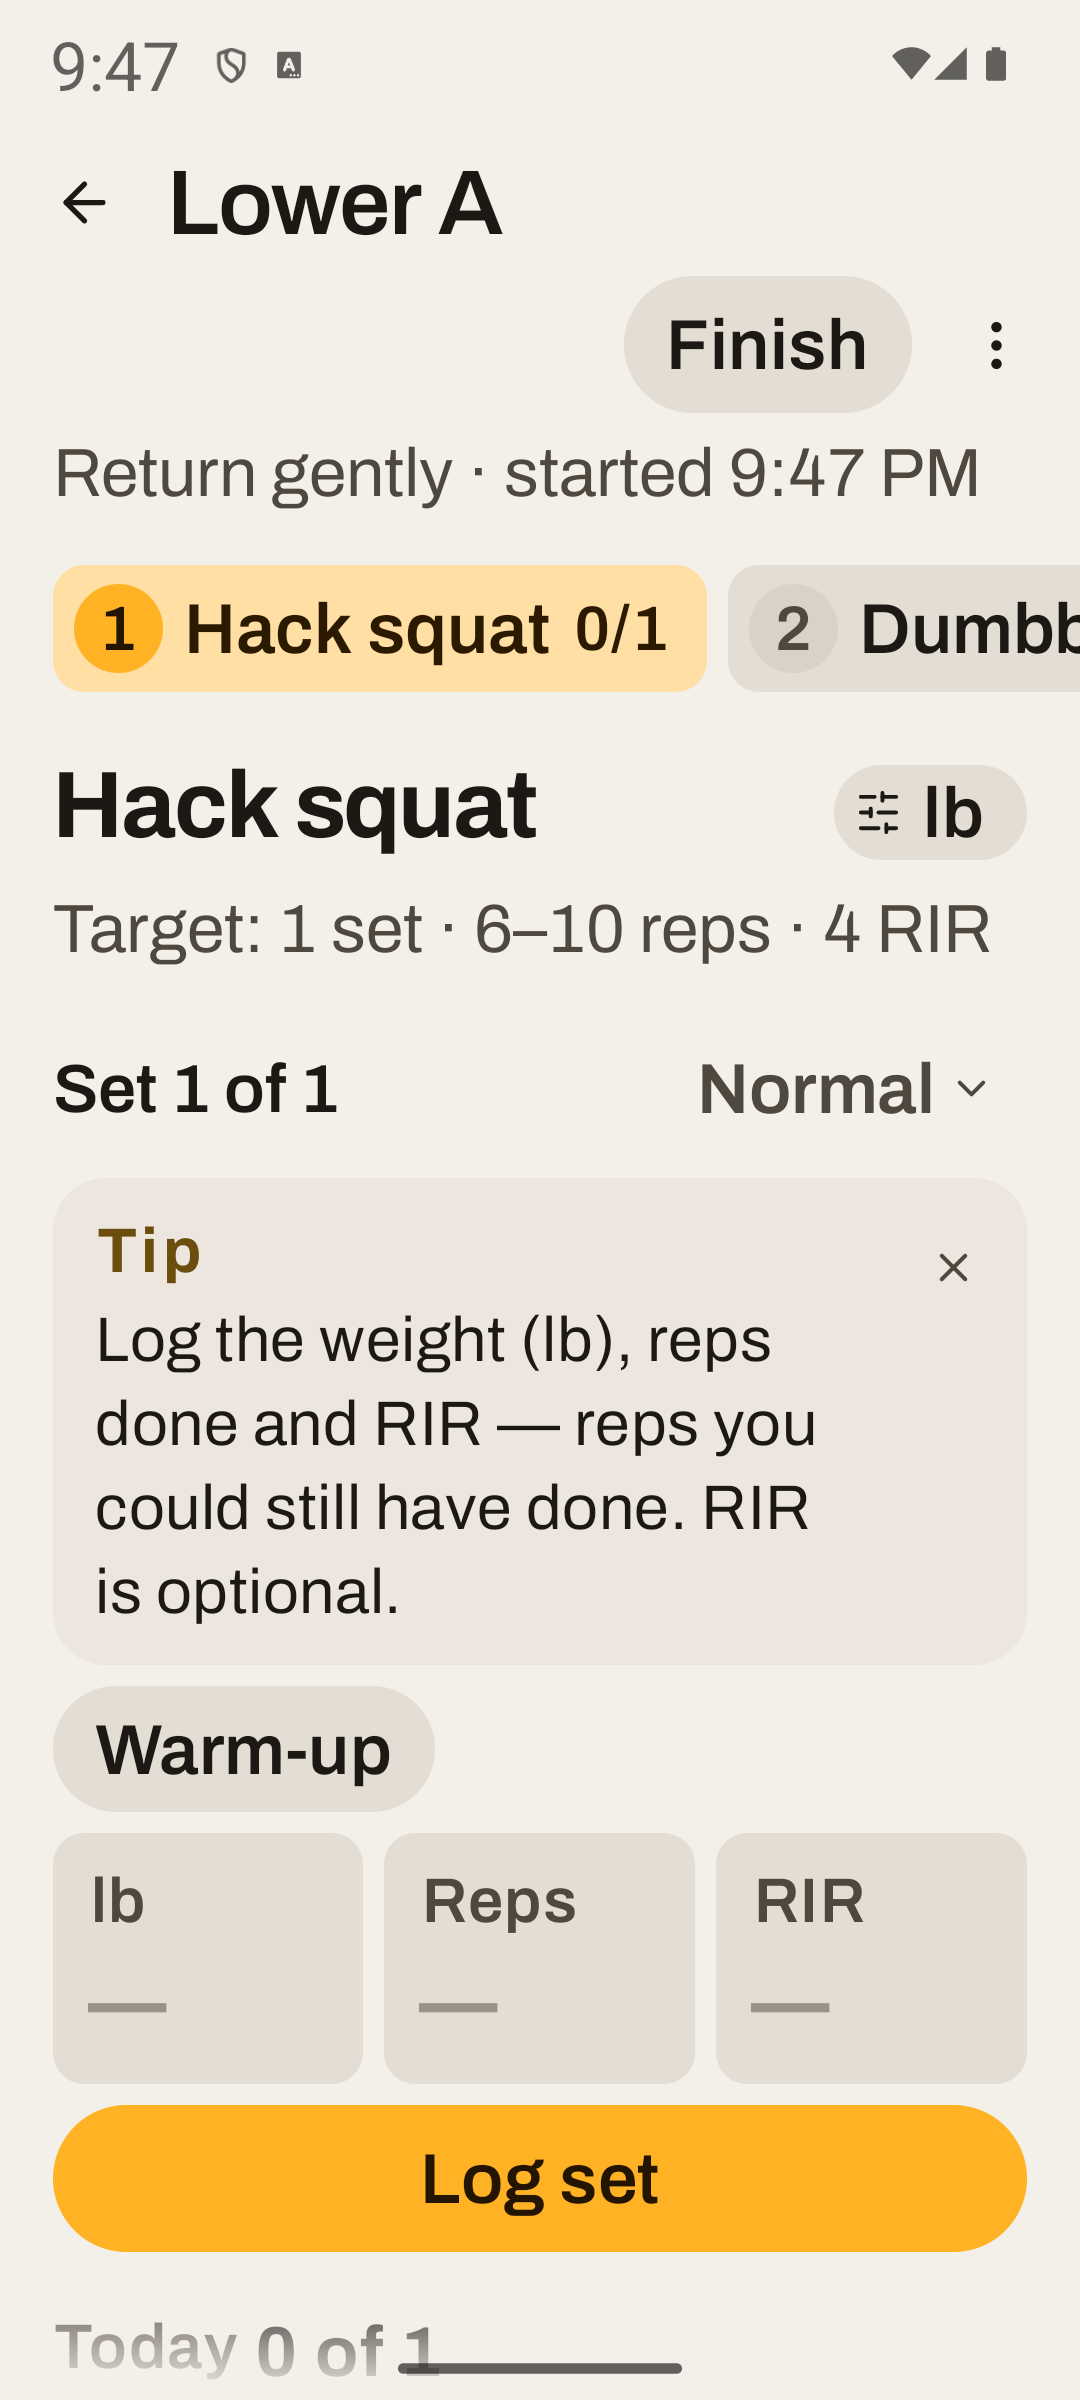 9:47
Lower A
Finish
Return gently · started 9:47 PM
1 Hack squat 0/1
2 Dumbb
Hack squat
lb
Target: 1 set · 6–10 reps · 4 RIR
Set 1 of 1
Normal
Tip
Log the weight (lb), reps
done and RIR — reps you
could still have done. RIR
is optional.
Warm-up
lb
Reps
RIR
—
—
—
Log set
Today 0 of 1